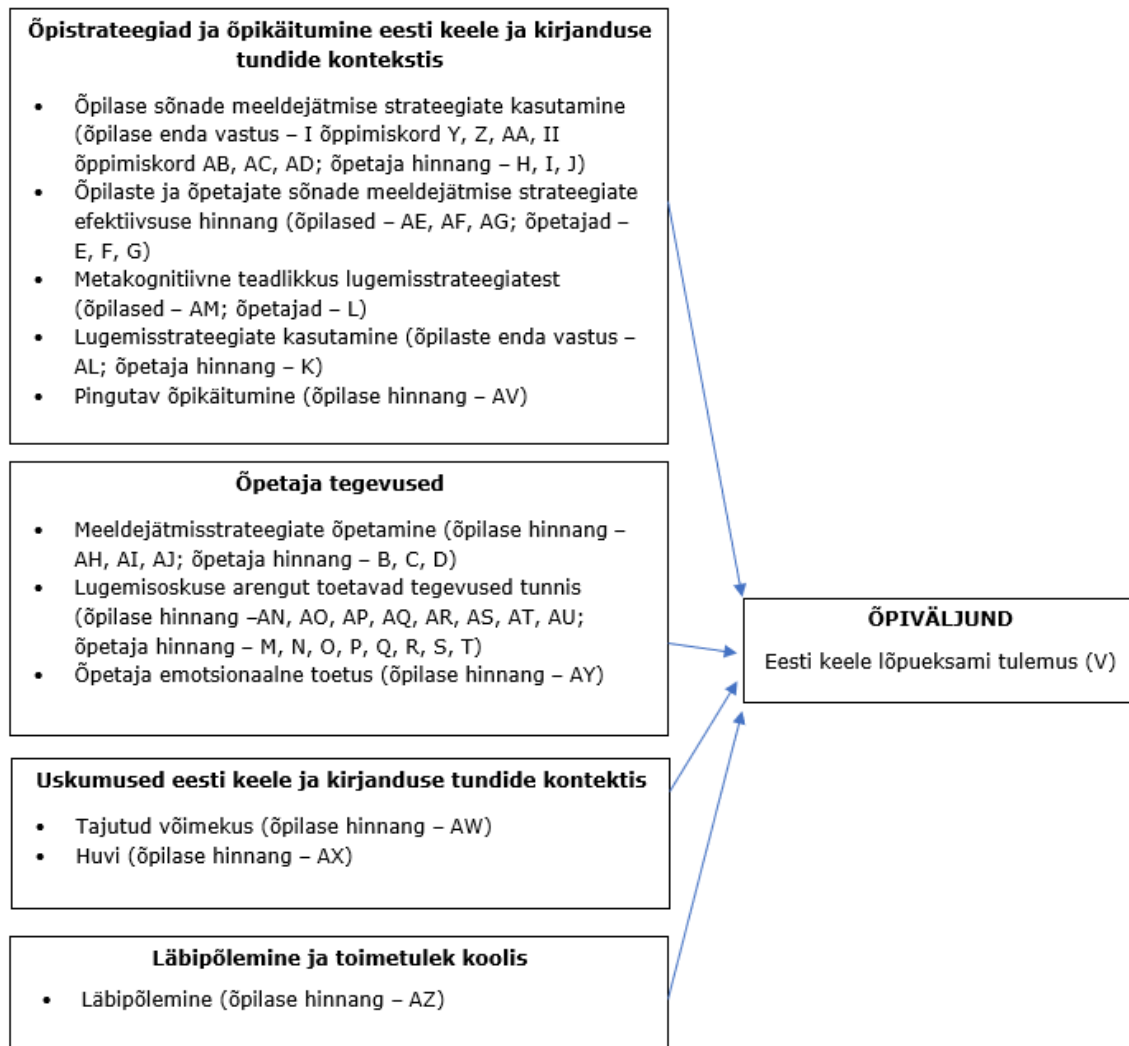 Õpistrateegiad ja õpikäitumine eesti keele ja kirjanduse
tundide kontekstis
• Õpilase sõnade meeldejätmise strateegiate kasutamine
(õpilase enda vastus – I õppimiskord Y, Z, AA, II
õppimiskord AB, AC, AD; õpetaja hinnang – H, I, J)
• Õpilaste ja õpetajate sõnade meeldejätmise strateegiate
efektiivsuse hinnang (õpilased – AE, AF, AG; õpetajad –
E, F, G)
• Metakognitiivne teadlikkus lugemisstrateegiatest
(õpilased – AM; õpetajad – L)
• Lugemisstrateegiate kasutamine (õpilaste enda vastus –
AL; õpetaja hinnang – K)
• Pingutav õpikäitumine (õpilase hinnang – AV)
Õpetaja tegevused
• Meeldejätmisstrateegiate õpetamine (õpilase hinnang –
AH, AI, AJ; õpetaja hinnang – B, C, D)
• Lugemisoskuse arengut toetavad tegevused tunnis
(õpilase hinnang –AN, AO, AP, AQ, AR, AS, AT, AU;
õpetaja hinnang – M, N, O, P, Q, R, S, T)
• Õpetaja emotsionaalne toetus (õpilase hinnang – AY)
Uskumused eesti keele ja kirjanduse tundide kontektis
• Tajutud võimekus (õpilase hinnang – AW)
• Huvi (õpilase hinnang – AX)
Läbipõlemine ja toimetulek koolis
• Läbipõlemine (õpilase hinnang – AZ)
ÕPIVÄLJUND
Eesti keele lõpueksami tulemus (V)